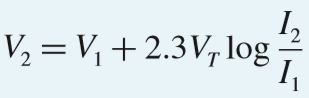 V₂ = V₁ + 2.3V_T log I₂/I₁